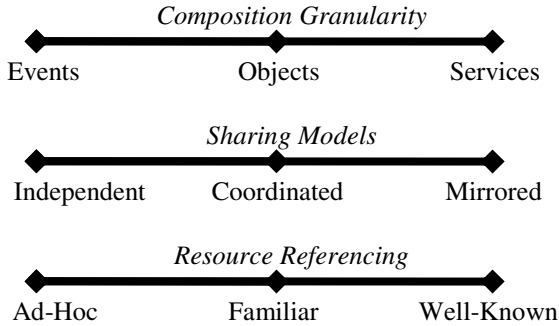 Composition Granularity
Events Objects Services
Sharing Models
Independent Coordinated Mirrored
Resource Referencing
Ad-Hoc Familiar Well-Known